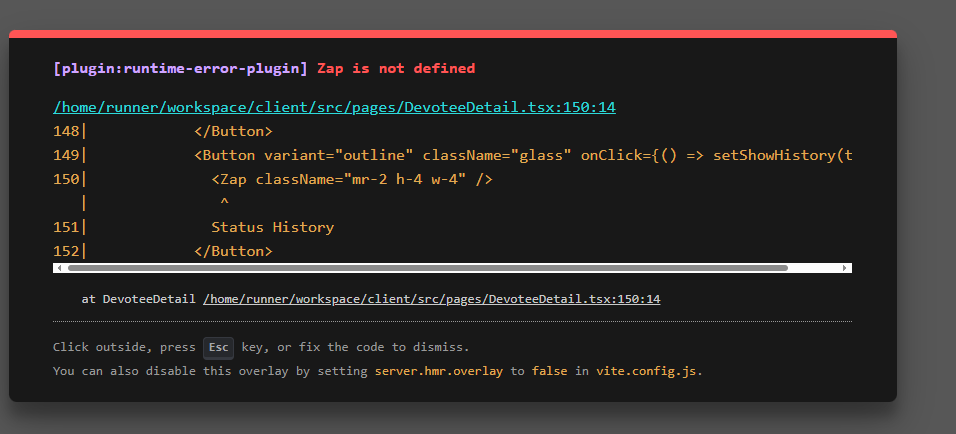 [plugin:runtime-error-plugin] Zap is not defined
/home/runner/workspace/client/src/pages/DevoteeDetail.tsx:150:14
148|            </Button>
149|            <Button variant="outline" className="glass" onClick={() => setShowHistory(t
150|              <Zap className="mr-2 h-4 w-4" />
   |               ^
151|              Status History
152|            </Button>
at DevoteeDetail /home/runner/workspace/client/src/pages/DevoteeDetail.tsx:150:14
Click outside, press Esc key, or fix the code to dismiss.
You can also disable this overlay by setting server.hmr.overlay to false in vite.config.js.